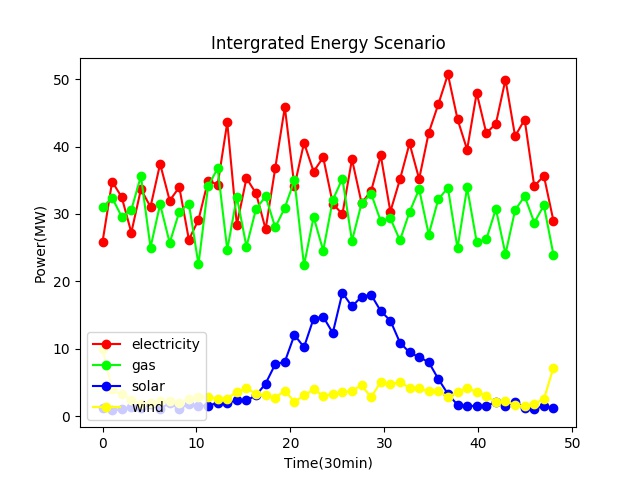 Intergrated Energy Scenario
Power(MW)
50
40
30
20
10
0
electricity
gas
solar
wind
0 10 20 30 40 50
Time(30min)